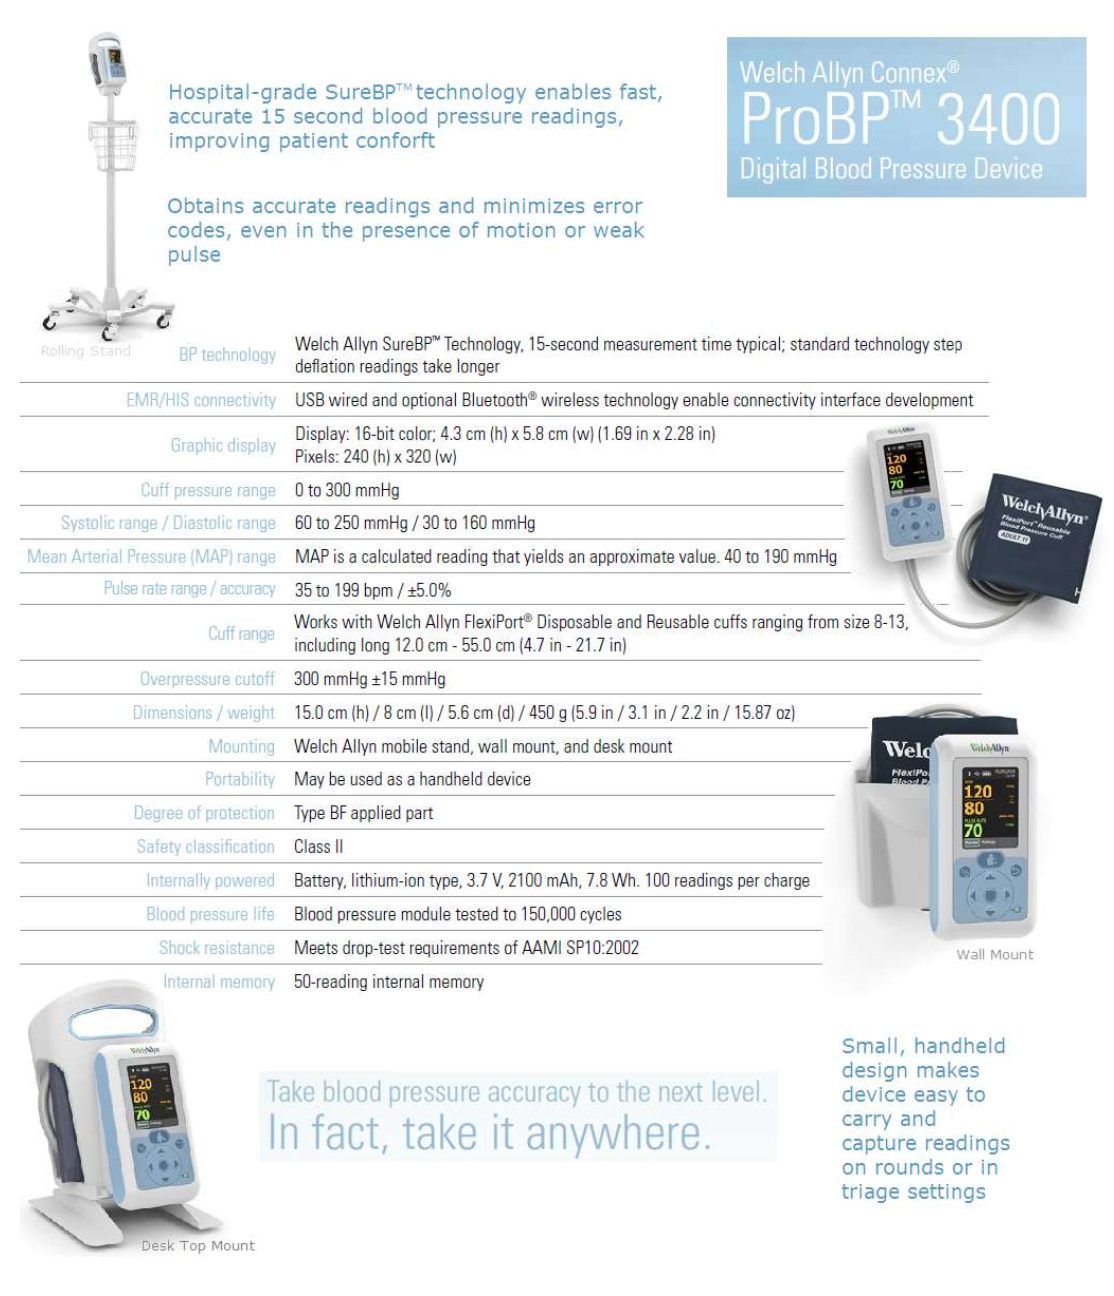 Welch Allyn Connex®
ProBP™ 3400
Digital Blood Pressure Device
Hospital-grade SureBP™ technology enables fast,
accurate 15 second blood pressure readings,
improving patient conforft
Obtains accurate readings and minimizes error
codes, even in the presence of motion or weak
pulse
Rolling Stand
BP technology
Welch Allyn SureBP™ Technology, 15-second measurement time typical; standard technology step
deflation readings take longer
EMR/HIS connectivity
USB wired and optional Bluetooth® wireless technology enable connectivity interface development
Graphic display
Display: 16-bit color; 4.3 cm (h) x 5.8 cm (w) (1.69 in x 2.28 in)
Pixels: 240 (h) x 320 (w)
Cuff pressure range
0 to 300 mmHg
Systolic range / Diastolic range
60 to 250 mmHg / 30 to 160 mmHg
Mean Arterial Pressure (MAP) range
MAP is a calculated reading that yields an approximate value. 40 to 190 mmHg
Pulse rate range / accuracy
35 to 199 bpm / ±5.0%
Cuff range
Works with Welch Allyn FlexiPort® Disposable and Reusable cuffs ranging from size 8-13,
including long 12.0 cm - 55.0 cm (4.7 in - 21.7 in)
Overpressure cutoff
300 mmHg ±15 mmHg
Dimensions / weight
15.0 cm (h) / 8 cm (l) / 5.6 cm (d) / 450 g (5.9 in / 3.1 in / 2.2 in / 15.87 oz)
Mounting
Welch Allyn mobile stand, wall mount, and desk mount
Portability
May be used as a handheld device
Degree of protection
Type BF applied part
Safety classification
Class II
Internally powered
Battery, lithium-ion type, 3.7 V, 2100 mAh, 7.8 Wh. 100 readings per charge
Blood pressure life
Blood pressure module tested to 150,000 cycles
Shock resistance
Meets drop-test requirements of AAMI SP10:2002
Internal memory
50-reading internal memory
WelchAllyn
120
80
70
WelchAllyn®
FlexiPort™ Reusable
Blood Pressure Cuff
ADULT 11
Welc
FlexiPo
Blood P
WelchAllyn
120
80
70
Wall Mount
WelchAllyn
120
80
70
Desk Top Mount
Take blood pressure accuracy to the next level.
In fact, take it anywhere.
Small, handheld
design makes
device easy to
carry and
capture readings
on rounds or in
triage settings